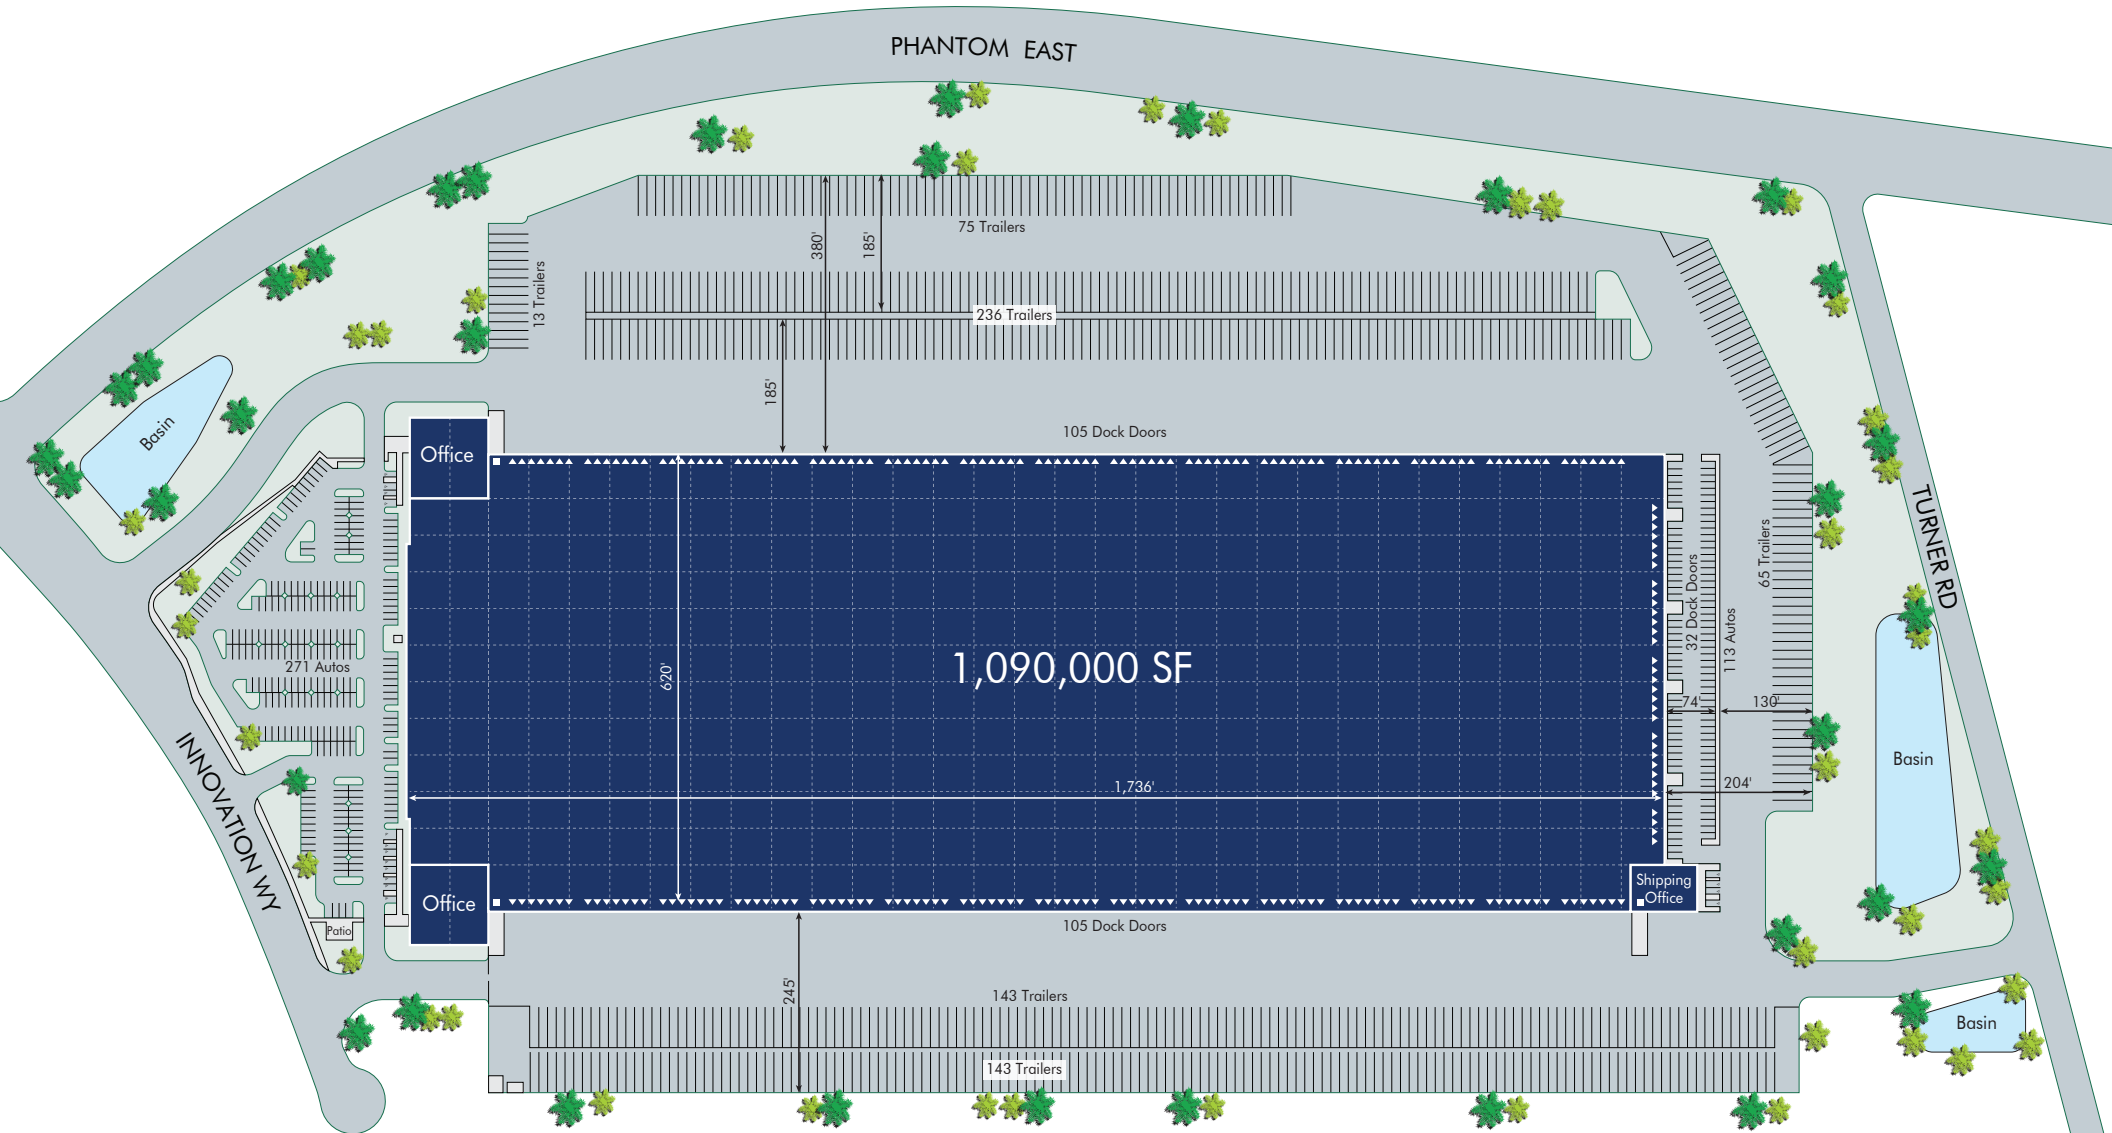 PHANTOM EAST
75 Trailers
380'
185'
13 Trailers
236 Trailers
185'
105 Dock Doors
Basin
Office
TURNER RD
65 Trailers
32 Dock Doors
113 Autos
271 Autos
620'
1,090,000 SF
74'
130'
INNOVATION WY
Basin
1,736'
204'
Office
Shipping
Office
Patio
105 Dock Doors
245'
143 Trailers
Basin
143 Trailers